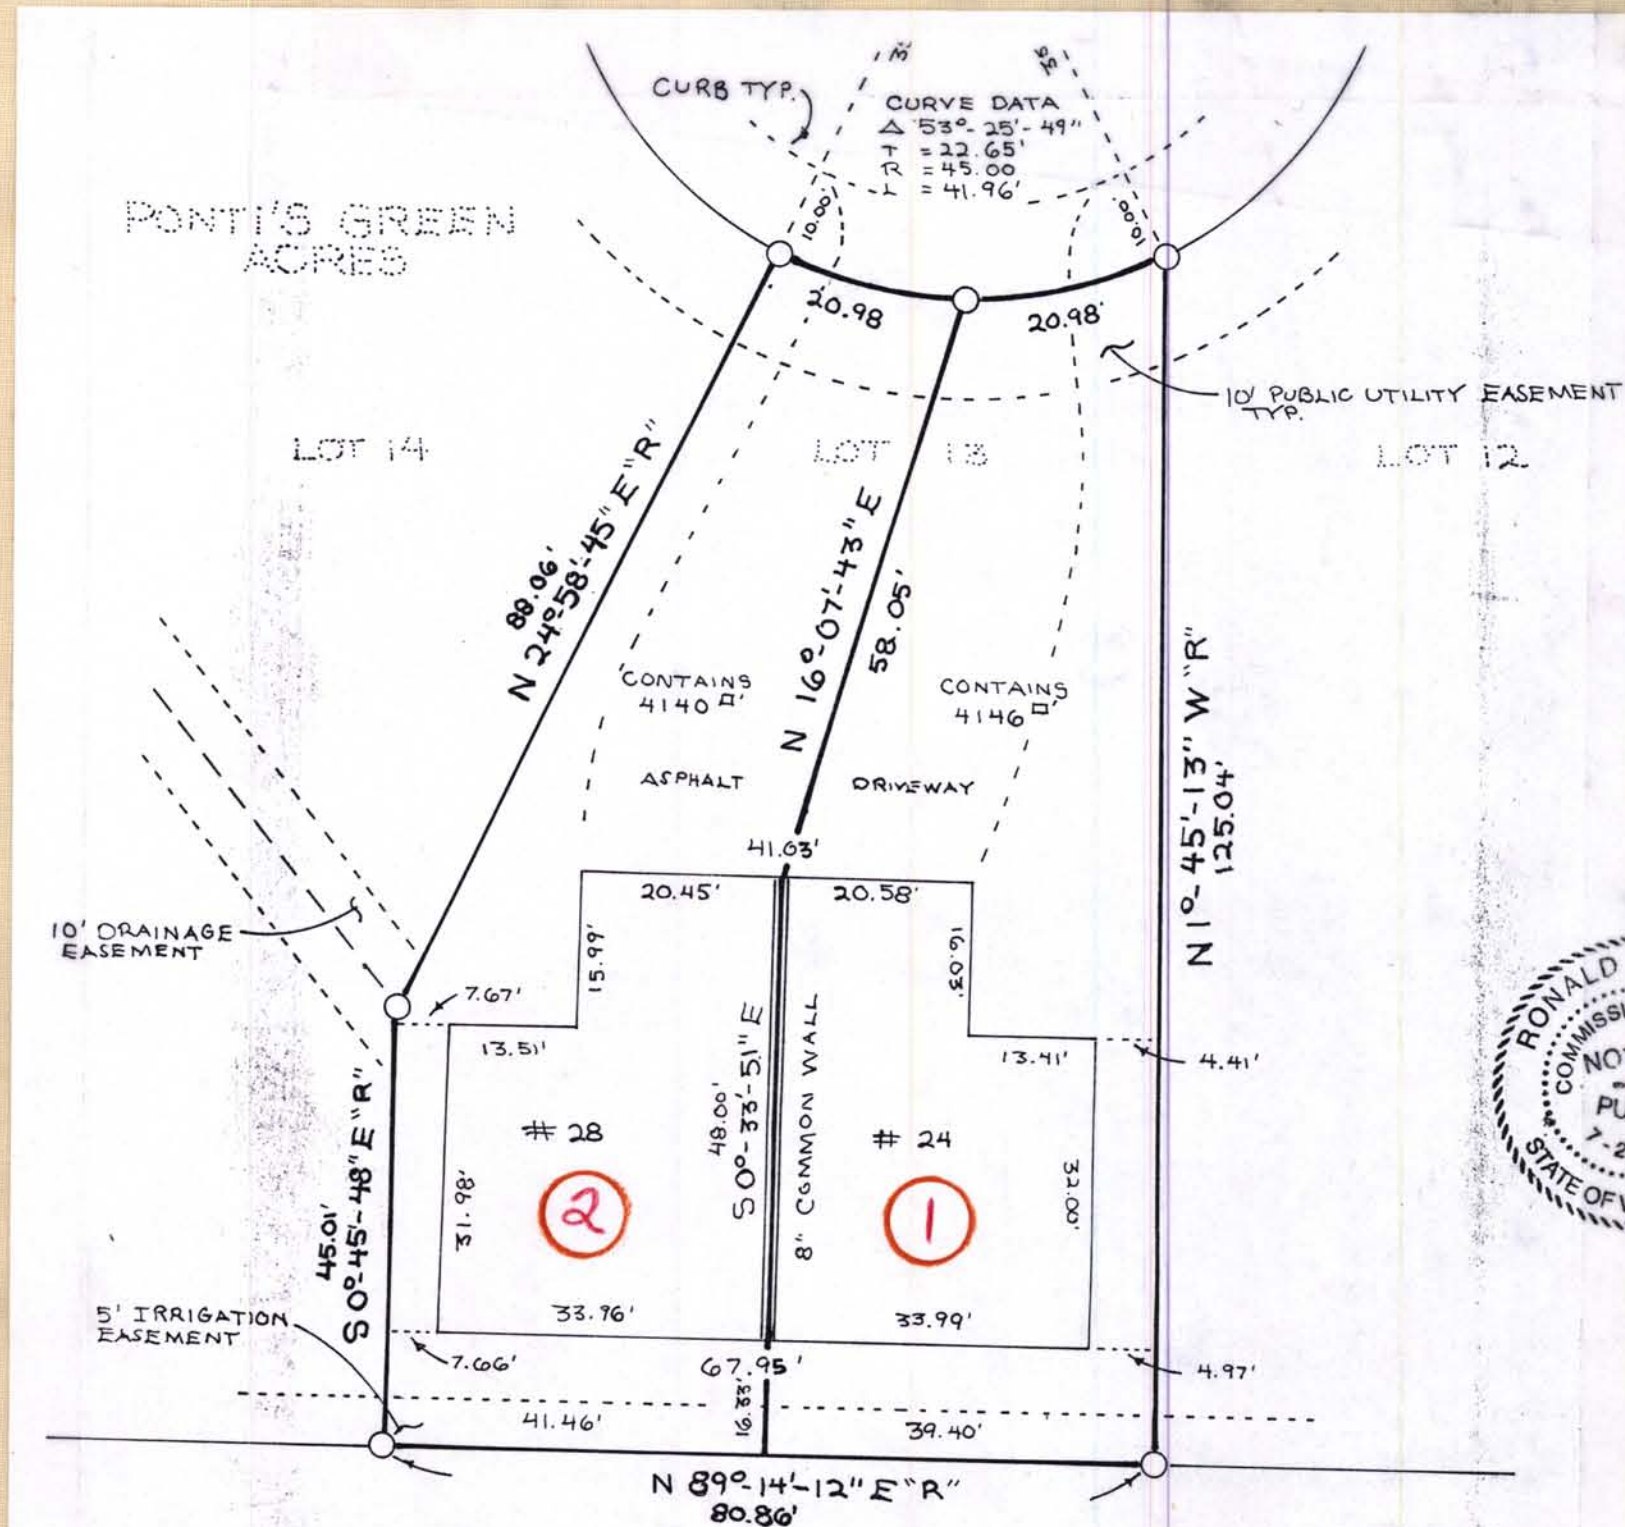 CURB TYP.
CURVE DATA
Δ 53°-25'-49"
T = 22.65'
R = 45.00
L = 41.96'
PONTI'S GREEN
ACRES
10.00'
10.00'
20.98
20.98'
10' PUBLIC UTILITY EASEMENT
TYP.
LOT 14
LOT 13
LOT 12
88.06'
N 24°-58'-45" E "R"
N 16°-07'-43" E
58.05'
N 1°-45'-13" W "R"
125.04'
CONTAINS
4140 □'
CONTAINS
4146 □'
ASPHALT
DRIVEWAY
41.03'
20.45'
20.58'
10' DRAINAGE
EASEMENT
15.99'
16.03'
7.67'
13.51'
13.41'
4.41'
48.00'
S 0°-33'-51" E
8" COMMON WALL
# 28
# 24
2
1
31.98'
32.00'
45.01'
S 0°-45'-48" E "R"
33.96'
33.99'
5' IRRIGATION
EASEMENT
7.66'
67.95'
4.97'
16.33'
41.46'
39.40'
N 89°-14'-12" E "R"
80.86'
RONALD
STATE OF